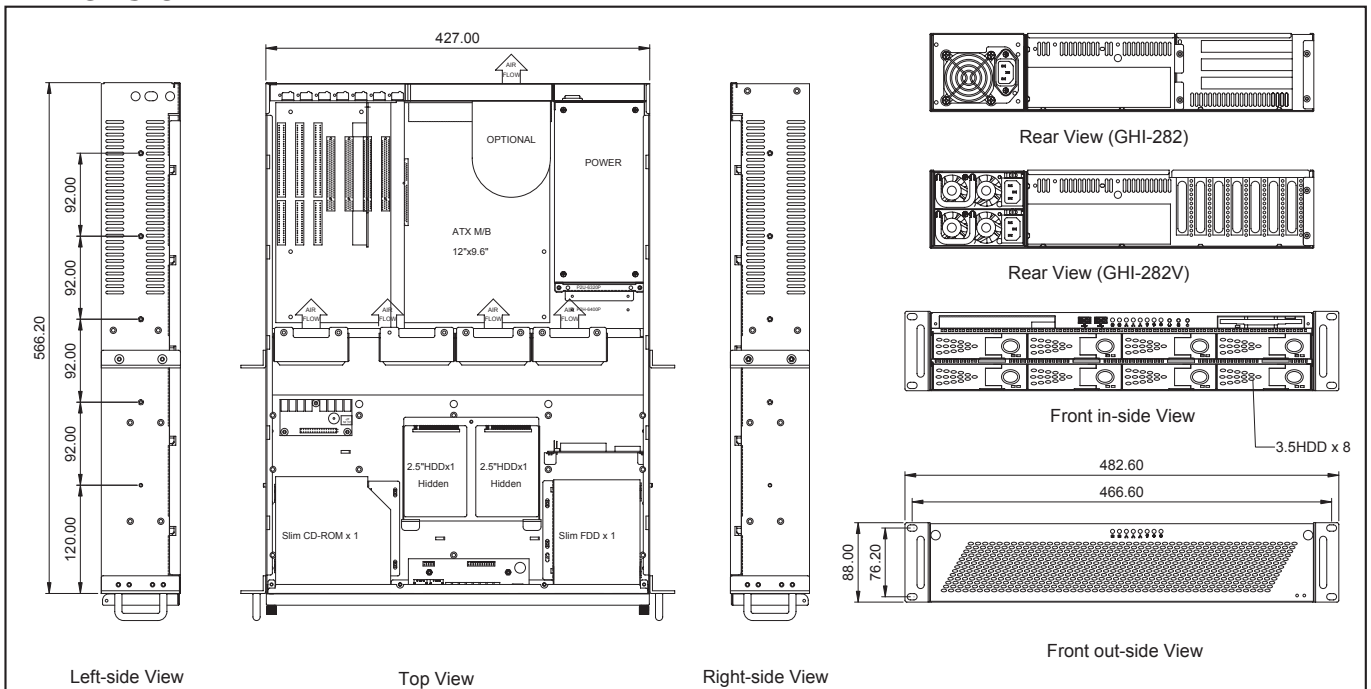 427.00
AIR
FLOW
OPTIONAL
POWER
ATX M/B
12"x9.6"
P2U-6320P
AIR
FLOW
AIR
FLOW
AIR
FLOW
AIR
FLOW
566.20
92.00
92.00
92.00
92.00
120.00
2.5"HDDx1
Hidden
2.5"HDDx1
Hidden
Slim CD-ROM x 1
Slim FDD x 1
Left-side View
Top View
Right-side View
Rear View (GHI-282)
Rear View (GHI-282V)
Front in-side View
3.5HDD x 8
482.60
466.60
88.00
76.20
Front out-side View